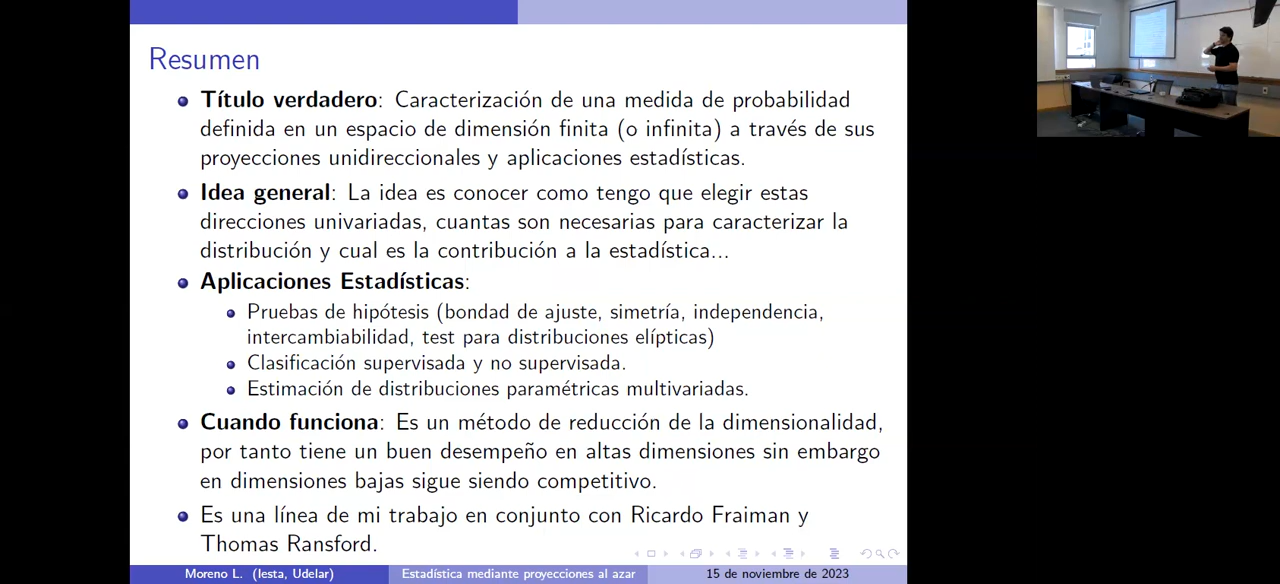 Resumen
Título verdadero: Caracterización de una medida de probabilidad
definida en un espacio de dimensión finita (o infinita) a través de sus
proyecciones unidireccionales y aplicaciones estadísticas.
Idea general: La idea es conocer como tengo que elegir estas
direcciones univariadas, cuantas son necesarias para caracterizar la
distribución y cual es la contribución a la estadística...
Aplicaciones Estadísticas:
Pruebas de hipótesis (bondad de ajuste, simetría, independencia,
intercambiabilidad, test para distribuciones elípticas)
Clasificación supervisada y no supervisada.
Estimación de distribuciones paramétricas multivariadas.
Cuando funciona: Es un método de reducción de la dimensionalidad,
por tanto tiene un buen desempeño en altas dimensiones sin embargo
en dimensiones bajas sigue siendo competitivo.
Es una línea de mi trabajo en conjunto con Ricardo Fraiman y
Thomas Ransford.
Moreno L. (Iesta, Udelar) Estadística mediante proyecciones al azar 15 de noviembre de 2023